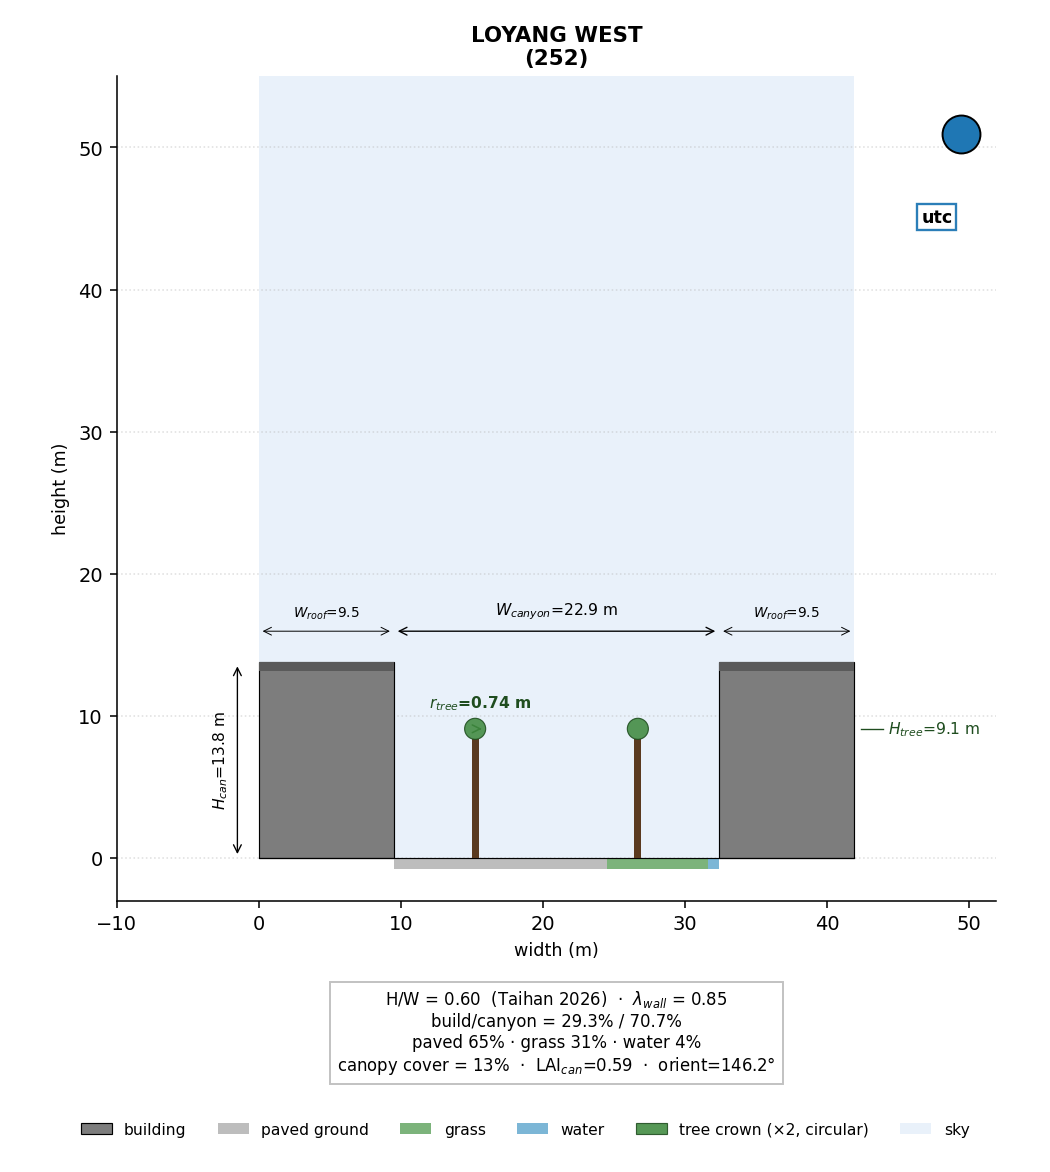 LOYANG WEST
(252)
50
40
30
20
10
0
height (m)
utc
W_roof=9.5
W_canyon=22.9 m
W_roof=9.5
r_tree=0.74 m
H_can=13.8 m
H_tree=9.1 m
−10
0
10
20
30
40
50
width (m)
H/W = 0.60 (Taihan 2026) · λ_wall = 0.85
build/canyon = 29.3% / 70.7%
paved 65% · grass 31% · water 4%
canopy cover = 13% · LAI_can=0.59 · orient=146.2°
building
paved ground
grass
water
tree crown (×2, circular)
sky